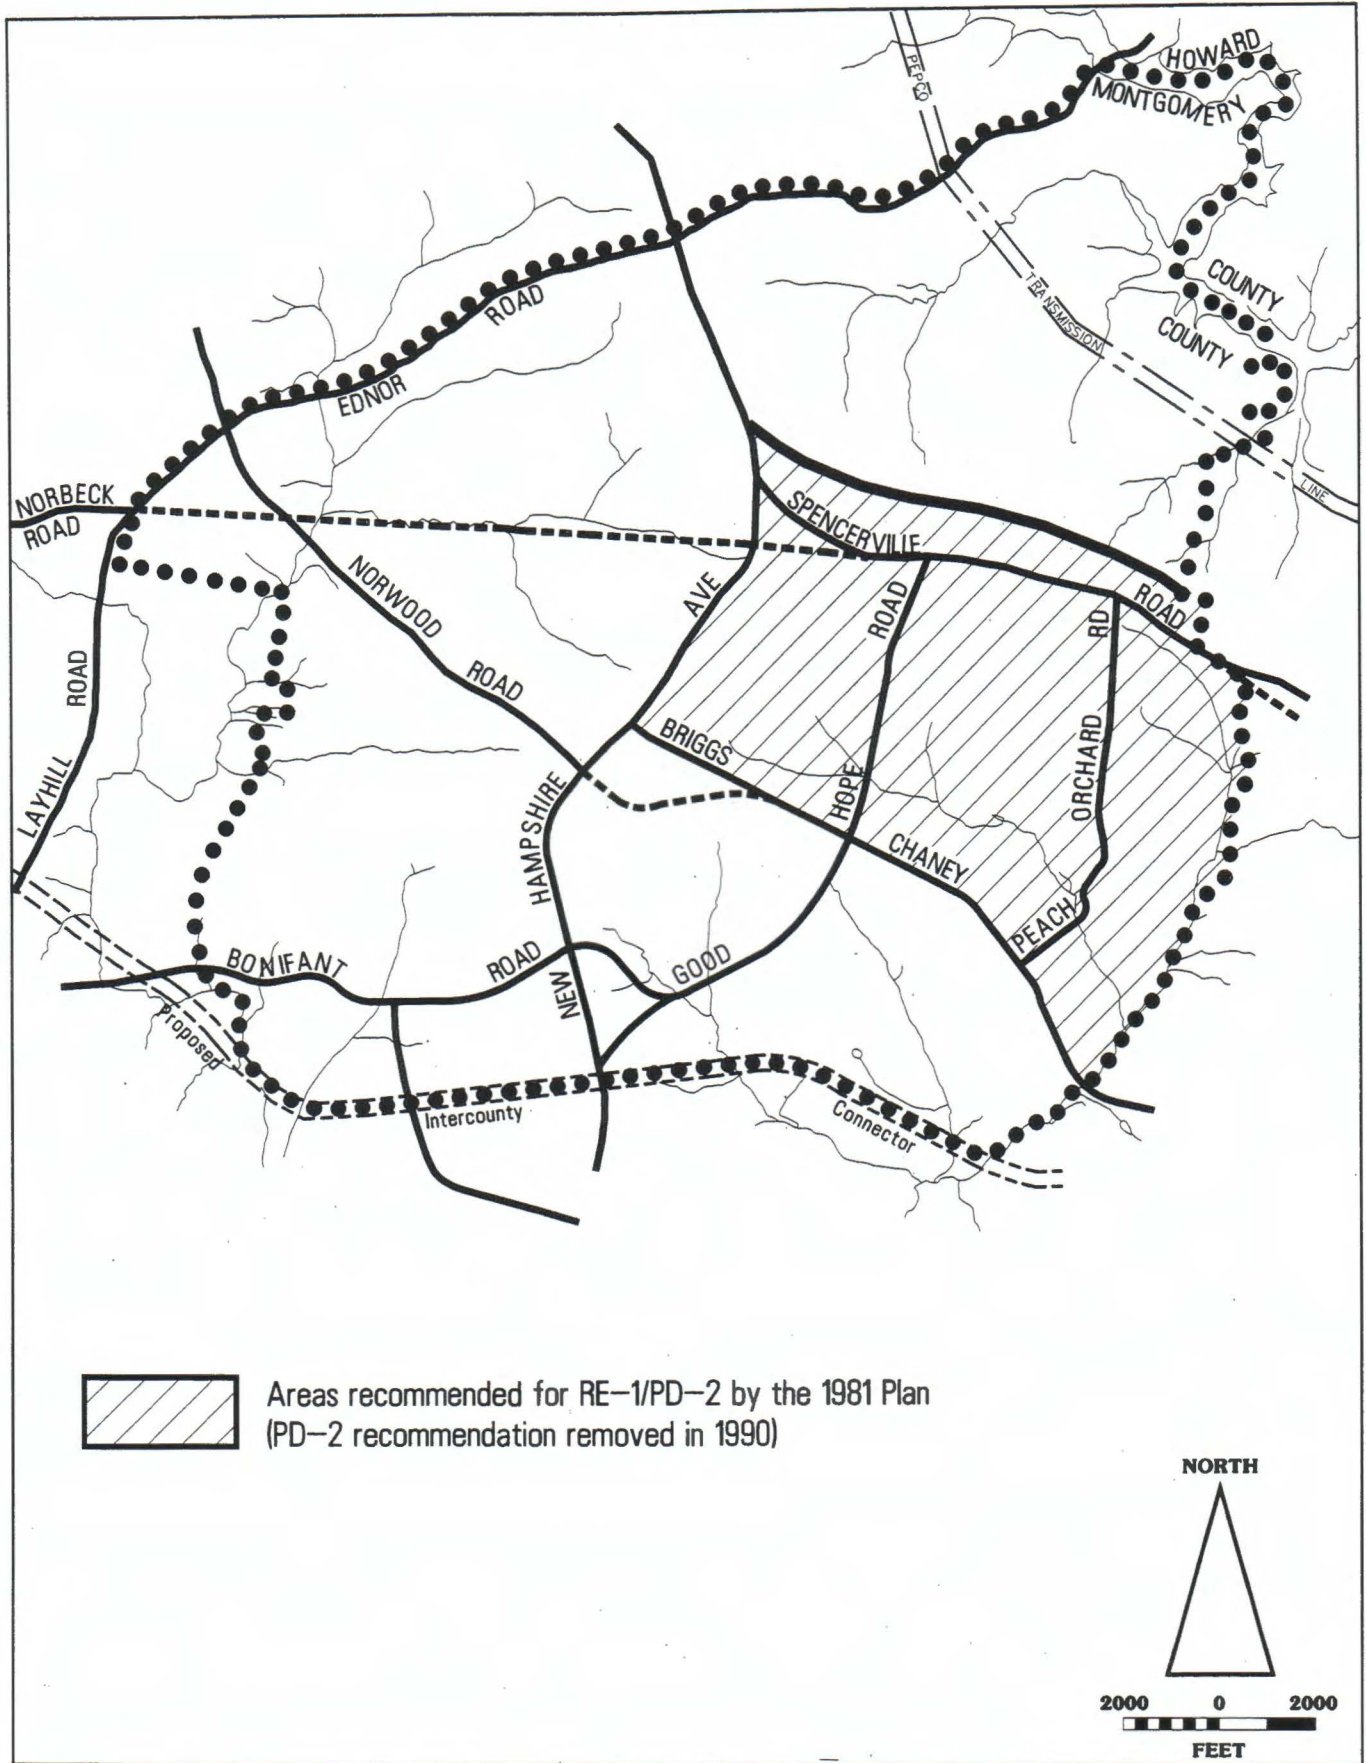 HOWARD
MONTGOMERY
PEPCO
TRANSMISSION
LINE
COUNTY
COUNTY
ROAD
EDNOR
NORBECK
ROAD
SPENCERVILLE
ROAD
NORWOOD
ROAD
AVE
ROAD
RD
ROAD
LAYHILL
BRIGGS
HOPE
ORCHARD
CHANEY
HAMPSHIRE
PEACH
BONIFANT
ROAD
GOOD
NEW
Proposed
Intercounty
Connector
Areas recommended for RE-1/PD-2 by the 1981 Plan
(PD-2 recommendation removed in 1990)
NORTH
2000 0 2000
FEET